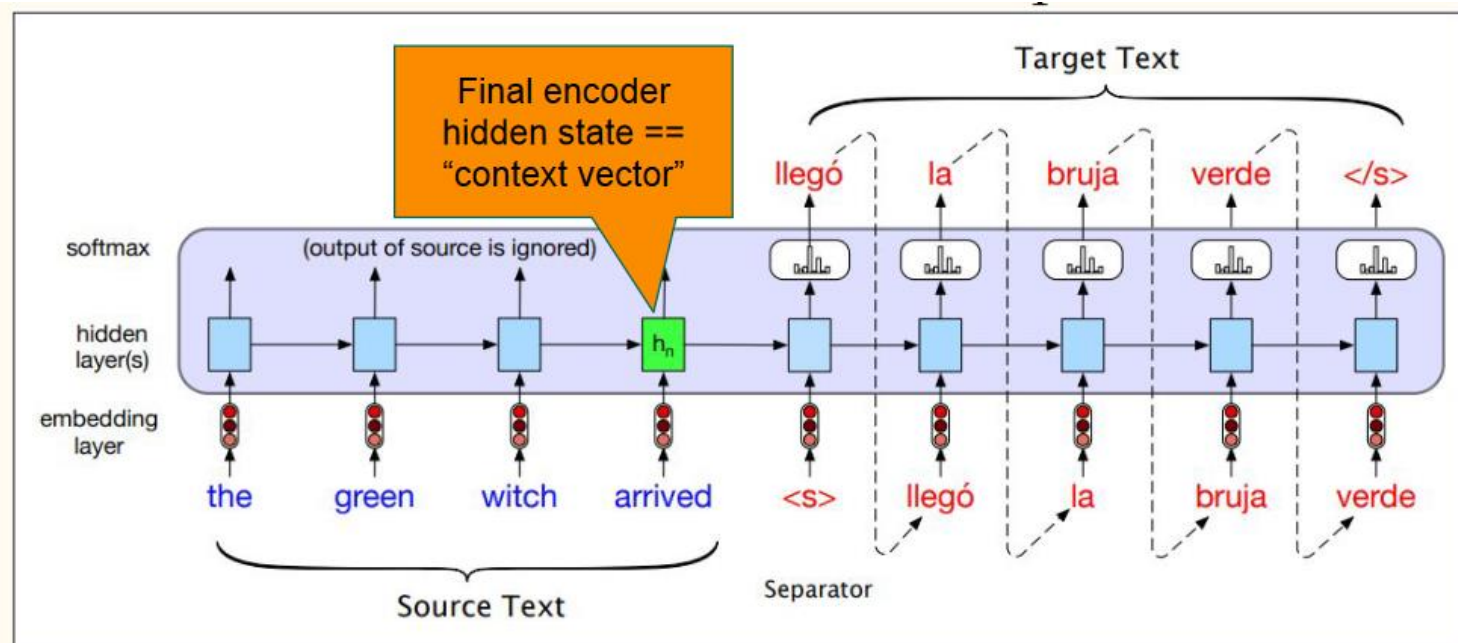 Final encoder
hidden state ==
“context vector”
Target Text
llegó la bruja verde </s>
softmax
(output of source is ignored)
hidden
layer(s)
hn
embedding
layer
the green witch arrived <s> llegó la bruja verde
Separator
Source Text